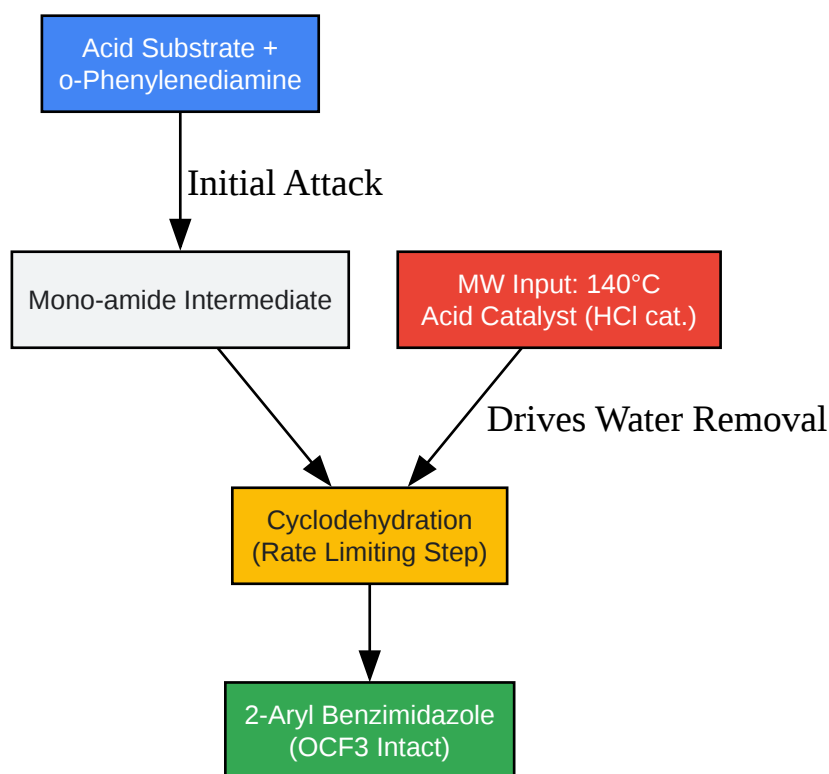 Acid Substrate +
o-Phenylenediamine
Initial Attack
Mono-amide Intermediate
MW Input: 140°C
Acid Catalyst (HCl cat.)
Drives Water Removal
Cyclodehydration
(Rate Limiting Step)
2-Aryl Benzimidazole
(OCF3 Intact)